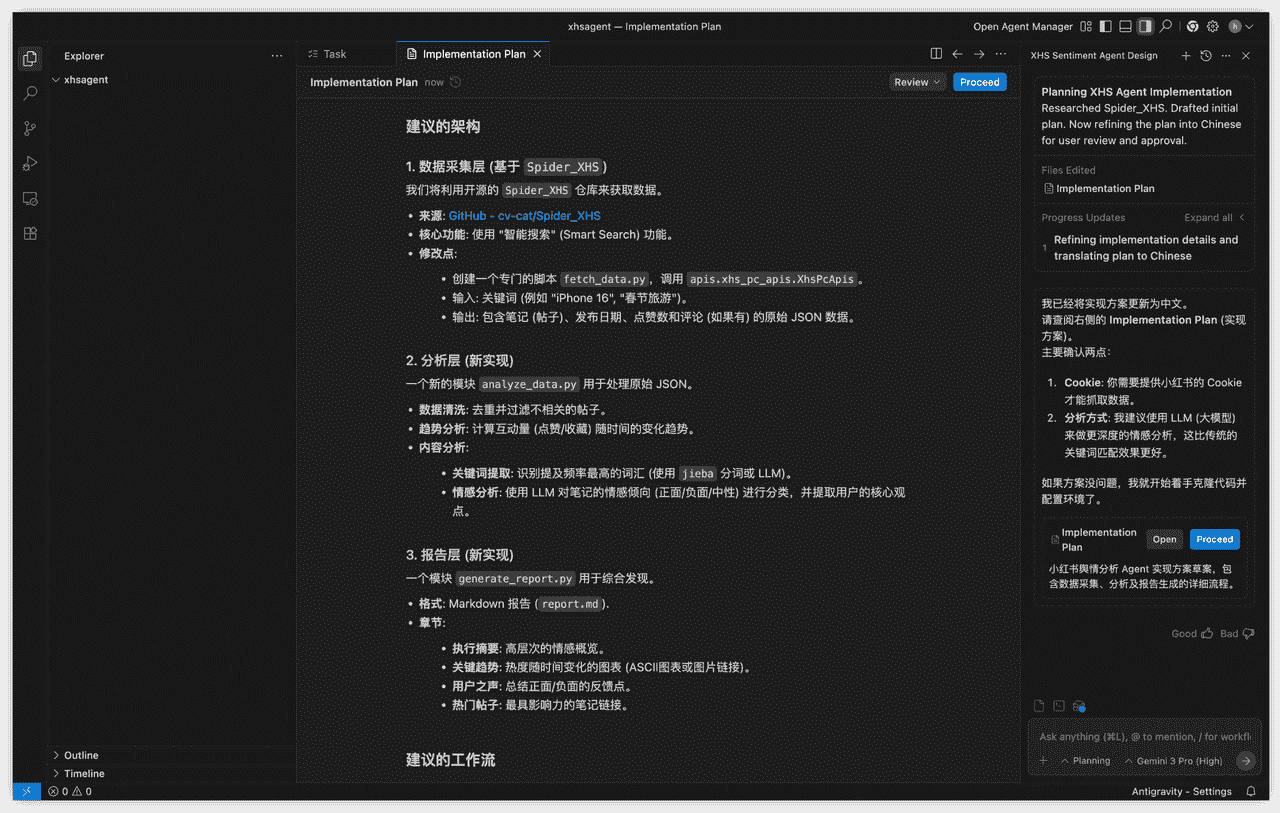 xhsagent — Implementation Plan
Open Agent Manager
Explorer
xhsagent
Outline
Timeline
Task
Implementation Plan
Implementation Plan now
Review
Proceed
建议的架构
1. 数据采集层 (基于 Spider_XHS)
我们将利用开源的 Spider_XHS 仓库来获取数据。
• 来源: GitHub - cv-cat/Spider_XHS
• 核心功能: 使用 "智能搜索" (Smart Search) 功能。
• 修改点:
• 创建一个专门的脚本 fetch_data.py，调用 apis.xhs_pc_apis.XhsPcApis。
• 输入: 关键词 (例如 "iPhone 16", "春节旅游")。
• 输出: 包含笔记 (帖子)、发布日期、点赞数和评论 (如果有) 的原始 JSON 数据。
2. 分析层 (新实现)
一个新的模块 analyze_data.py 用于处理原始 JSON。
• 数据清洗: 去重并过滤不相关的帖子。
• 趋势分析: 计算互动量 (点赞/收藏) 随时间的变化趋势。
• 内容分析:
• 关键词提取: 识别提及频率最高的词汇 (使用 jieba 分词或 LLM)。
• 情感分析: 使用 LLM 对笔记的情感倾向 (正面/负面/中性) 进行分类，并提取用户的核心观
点。
3. 报告层 (新实现)
一个模块 generate_report.py 用于综合发现。
• 格式: Markdown 报告 (report.md).
• 章节:
• 执行摘要: 高层次的情感概览。
• 关键趋势: 热度随时间变化的图表 (ASCII图表或图片链接)。
• 用户之声: 总结正面/负面的反馈点。
• 热门帖子: 最具影响力的笔记链接。
建议的工作流
XHS Sentiment Agent Design
Planning XHS Agent Implementation
Researched Spider_XHS. Drafted initial
plan. Now refining the plan into Chinese
for user review and approval.
Files Edited
Implementation Plan
Progress Updates
Expand all
1 Refining implementation details and
translating plan to Chinese
我已经将实现方案更新为中文。
请查阅右侧的 Implementation Plan (实现
方案)。
主要确认两点：
1. Cookie: 你需要提供小红书的 Cookie
才能抓取数据。
2. 分析方式: 我建议使用 LLM (大模型)
来做更深度的情感分析，这比传统的
关键词匹配效果更好。
如果方案没问题，我就开始着手克隆代码并
配置环境了。
Implementation
Plan
Open
Proceed
小红书舆情分析 Agent 实现方案草案，包
含数据采集、分析及报告生成的详细流程。
Good
Bad
Ask anything (⌘L), @ to mention, / for workfl
Planning
Gemini 3 Pro (High)
0 0
Antigravity - Settings